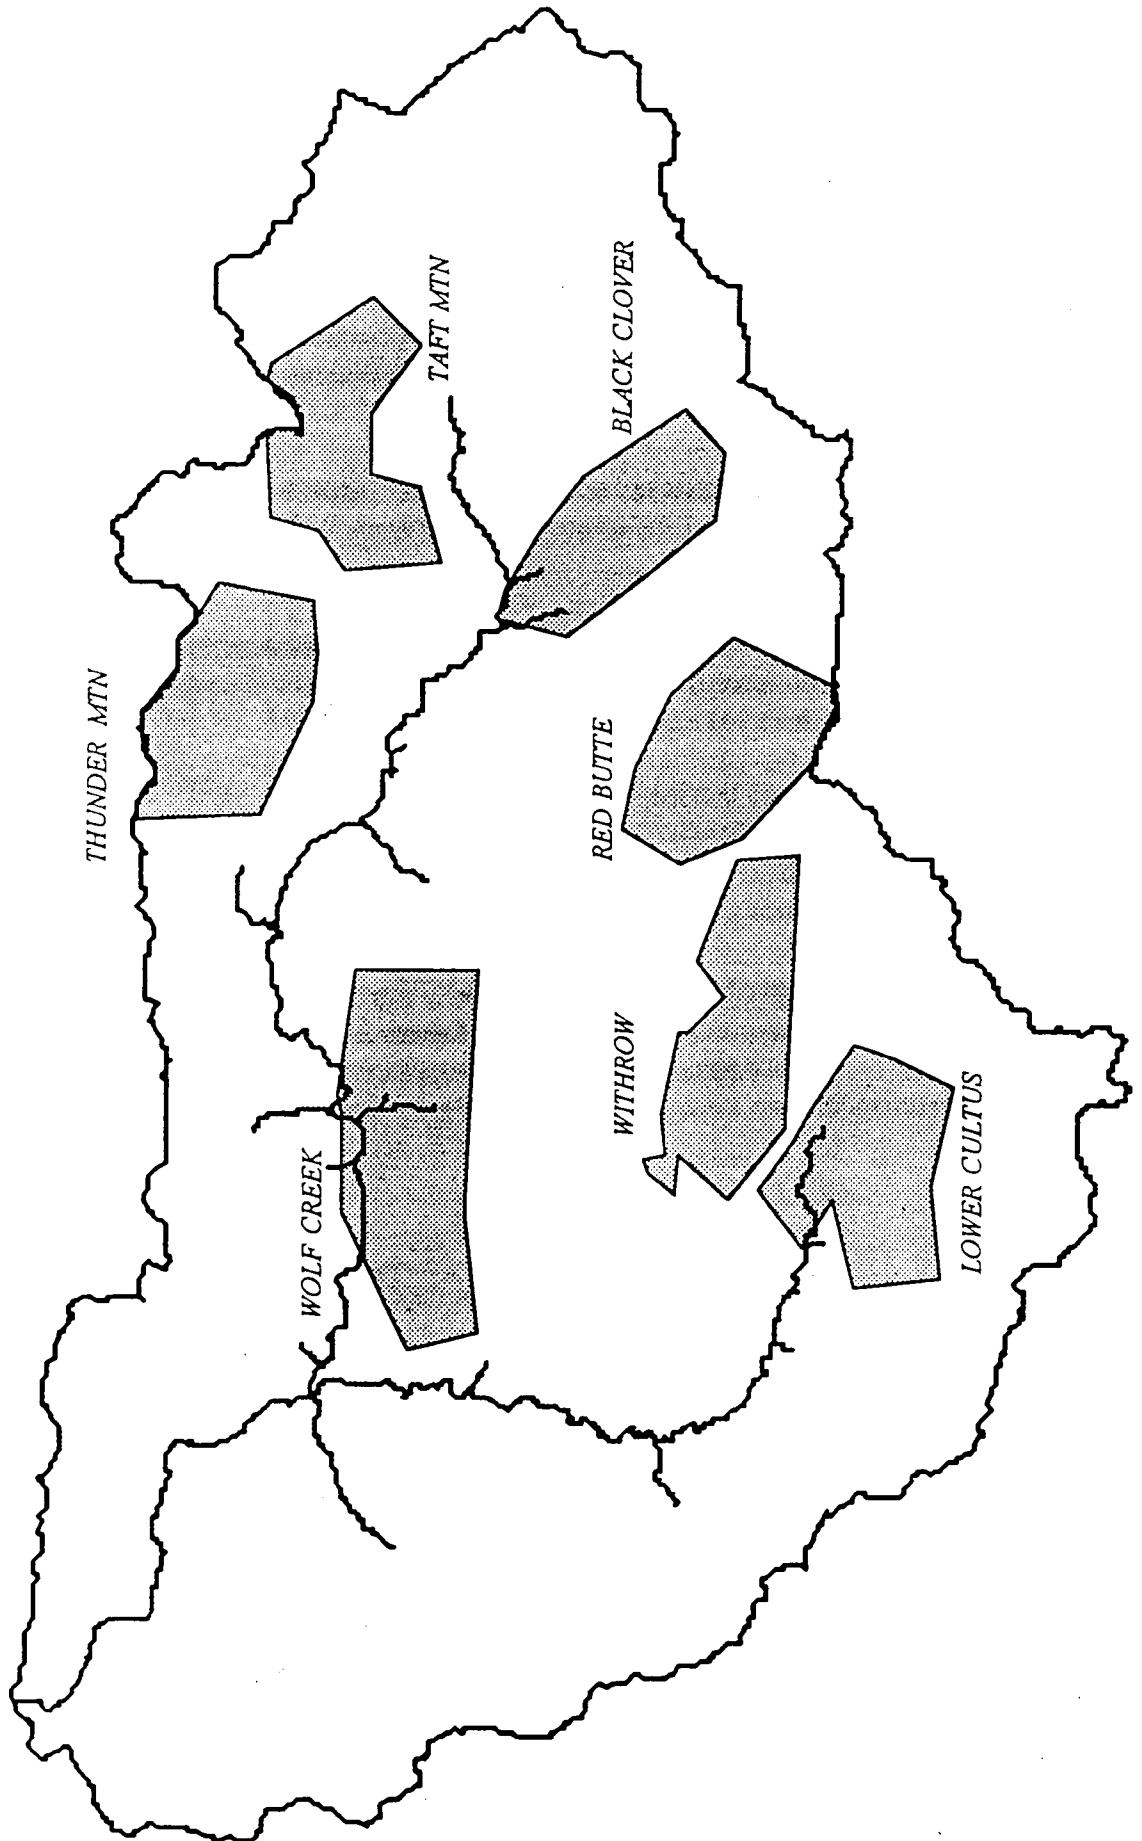 THUNDER MTN
TAFT MTN
BLACK CLOVER
WOLF CREEK
RED BUTTE
WITHROW
LOWER CULTUS